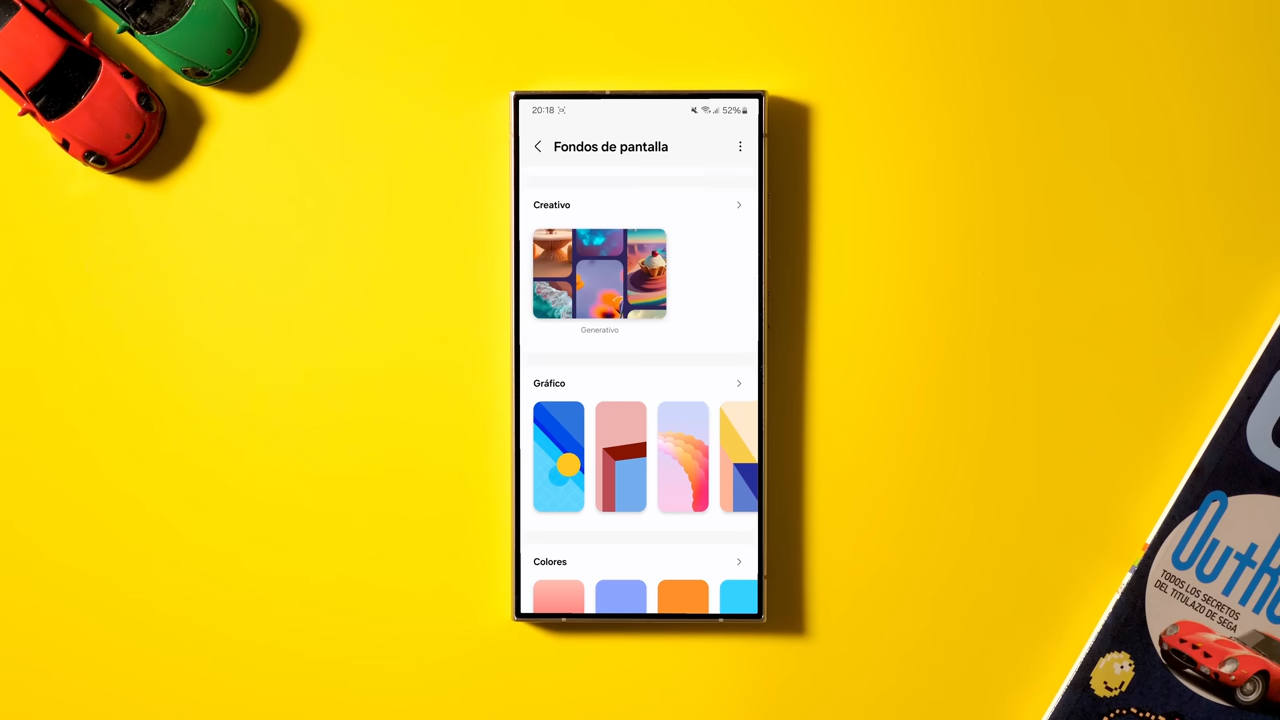 20:18
52%
Fondos de pantalla
Creativo
Generativo
Gráfico
Colores
TODOS LOS SECRETOS
DEL TITULAZO DE SEGA